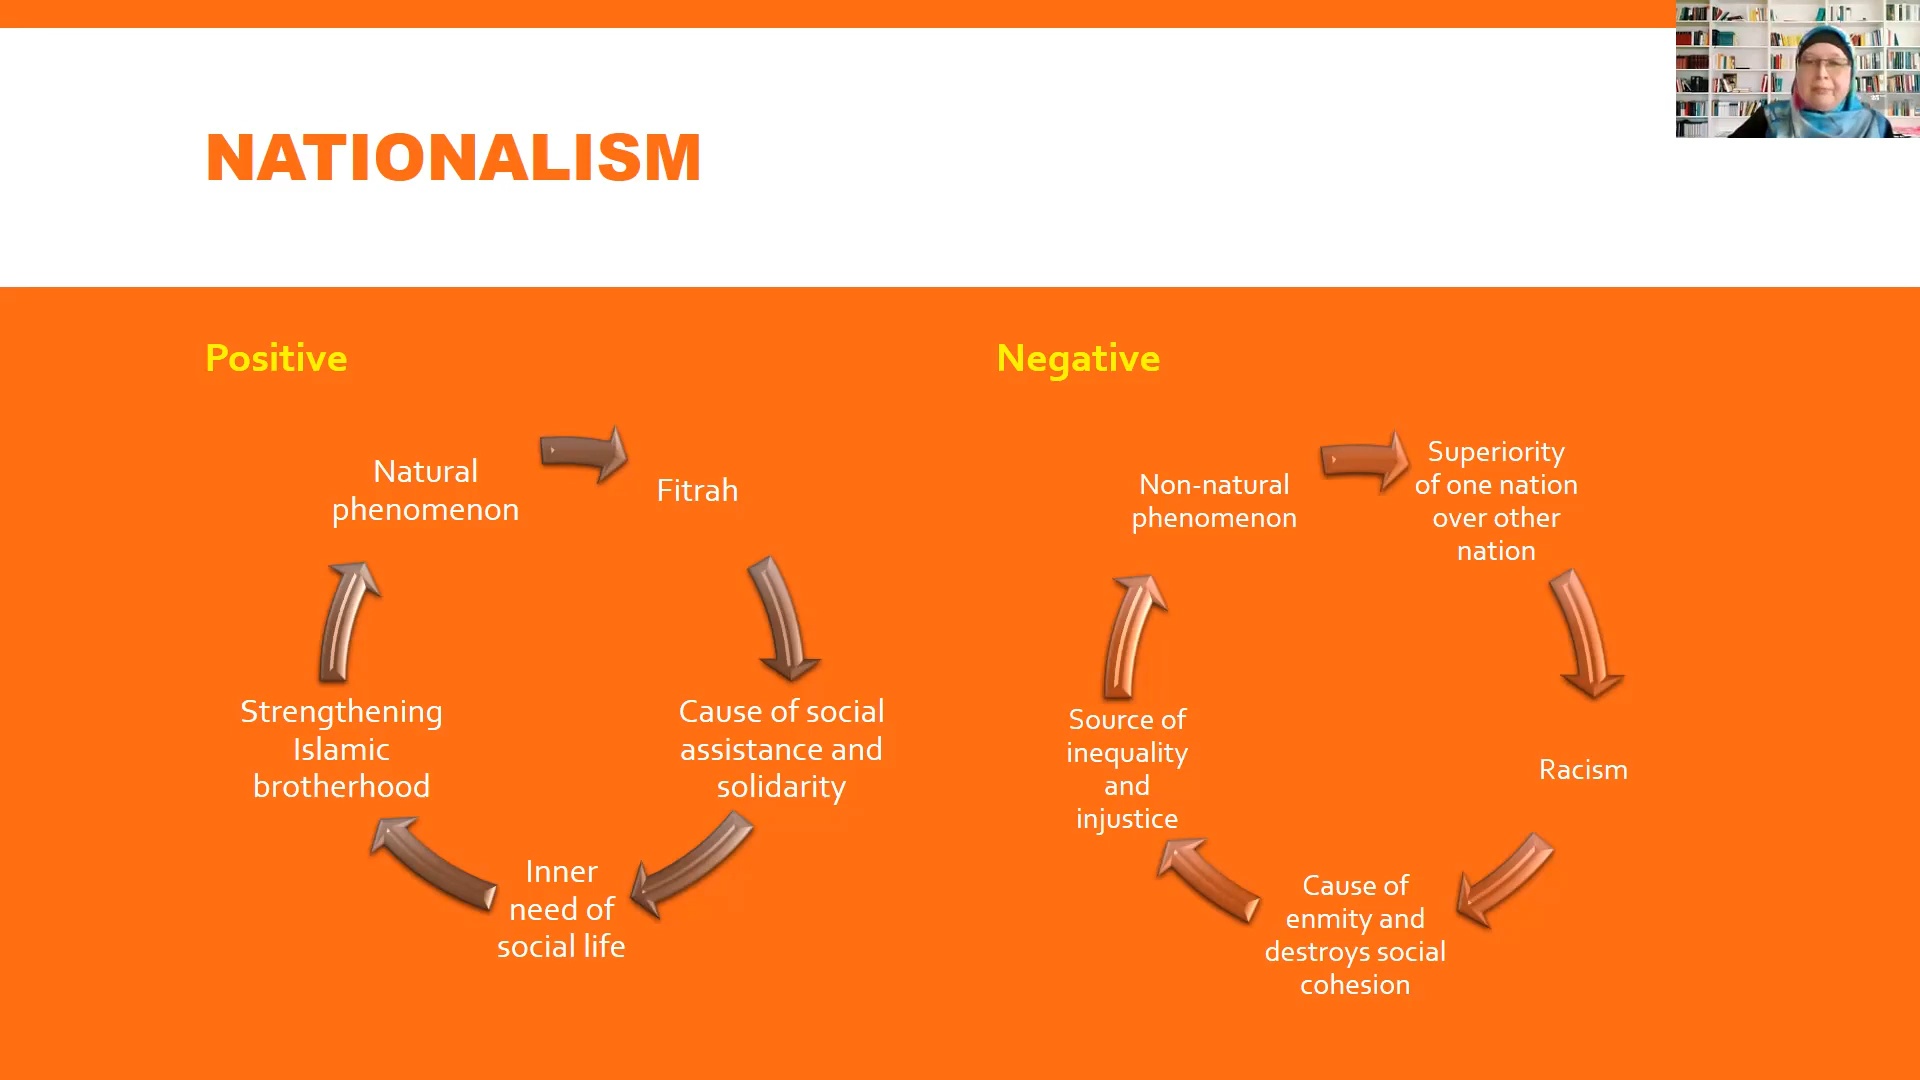 NATIONALISM
Positive
Natural
phenomenon
Fitrah
Cause of social
assistance and
solidarity
Inner
need of
social life
Strengthening
Islamic
brotherhood
Negative
Non-natural
phenomenon
Superiority
of one nation
over other
nation
Racism
Cause of
enmity and
destroys social
cohesion
Source of
inequality
and
injustice